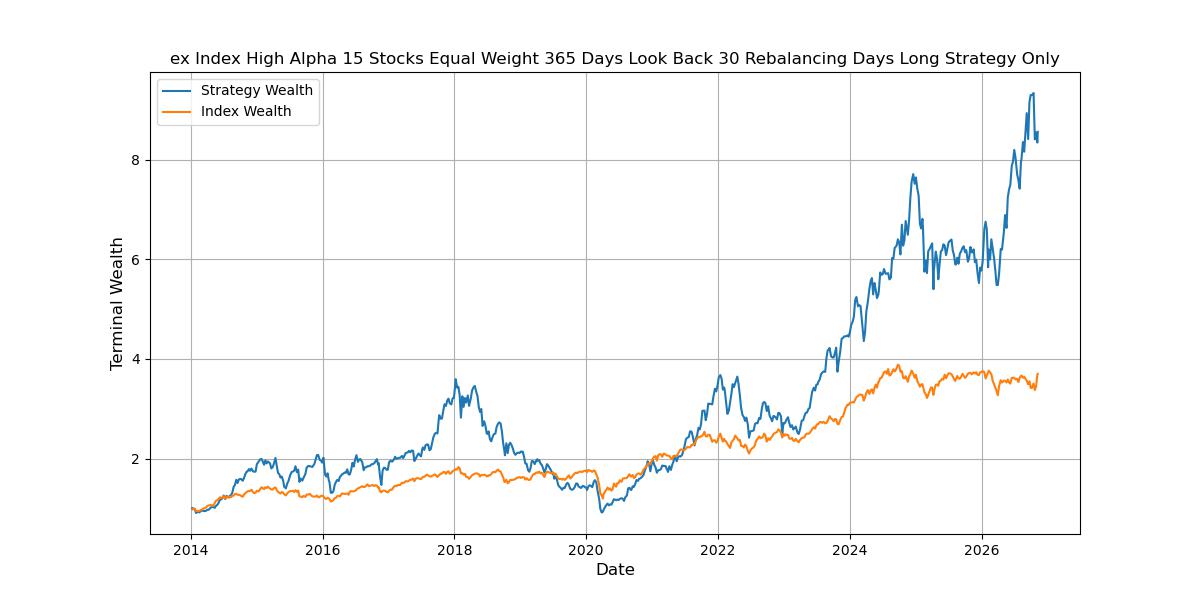 ex Index High Alpha 15 Stocks Equal Weight 365 Days Look Back 30 Rebalancing Days Long Strategy Only
Strategy Wealth
Index Wealth
Terminal Wealth
8
6
4
2
2014 2016 2018 2020 2022 2024 2026
Date